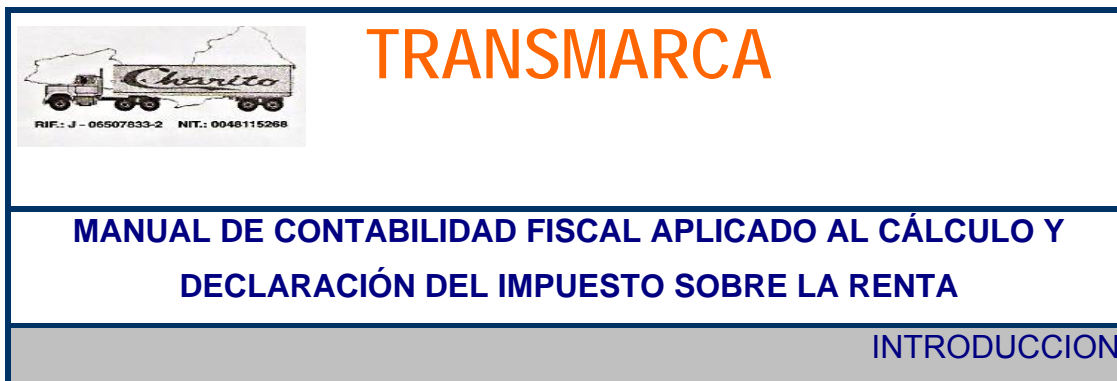 TRANSMARCA
Charito
RIF.: J - 06507833-2 NIT.: 0048115268
MANUAL DE CONTABILIDAD FISCAL APLICADO AL CÁLCULO Y
DECLARACIÓN DEL IMPUESTO SOBRE LA RENTA
INTRODUCCION